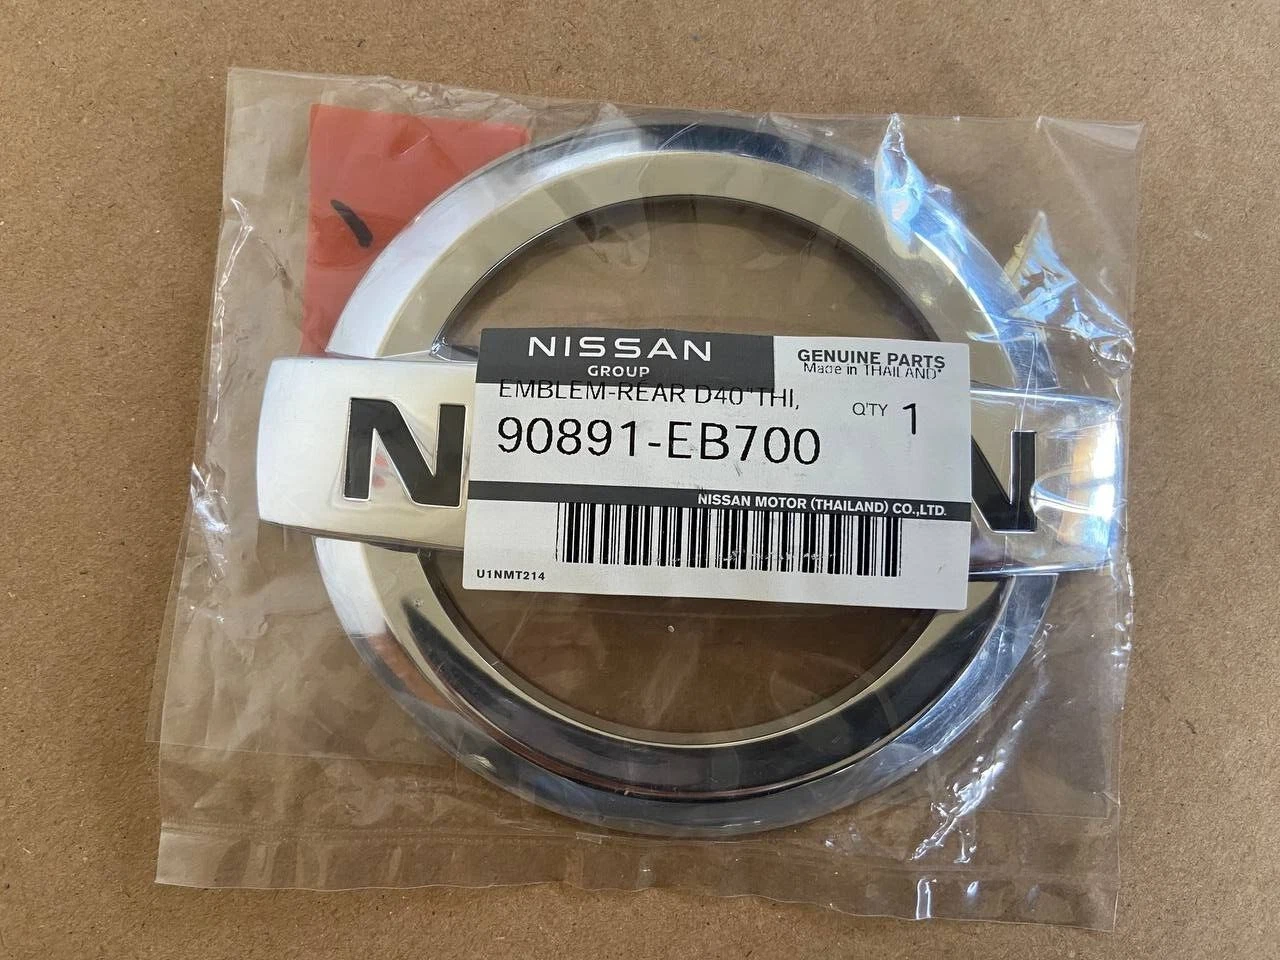 NISSAN
GROUP
GENUINE PARTS
Made in THAILAND
EMBLEM-REAR D40"THI,
Q'TY 1
90891-EB700
N N
NISSAN MOTOR (THAILAND) CO.,LTD.
U1NMT214